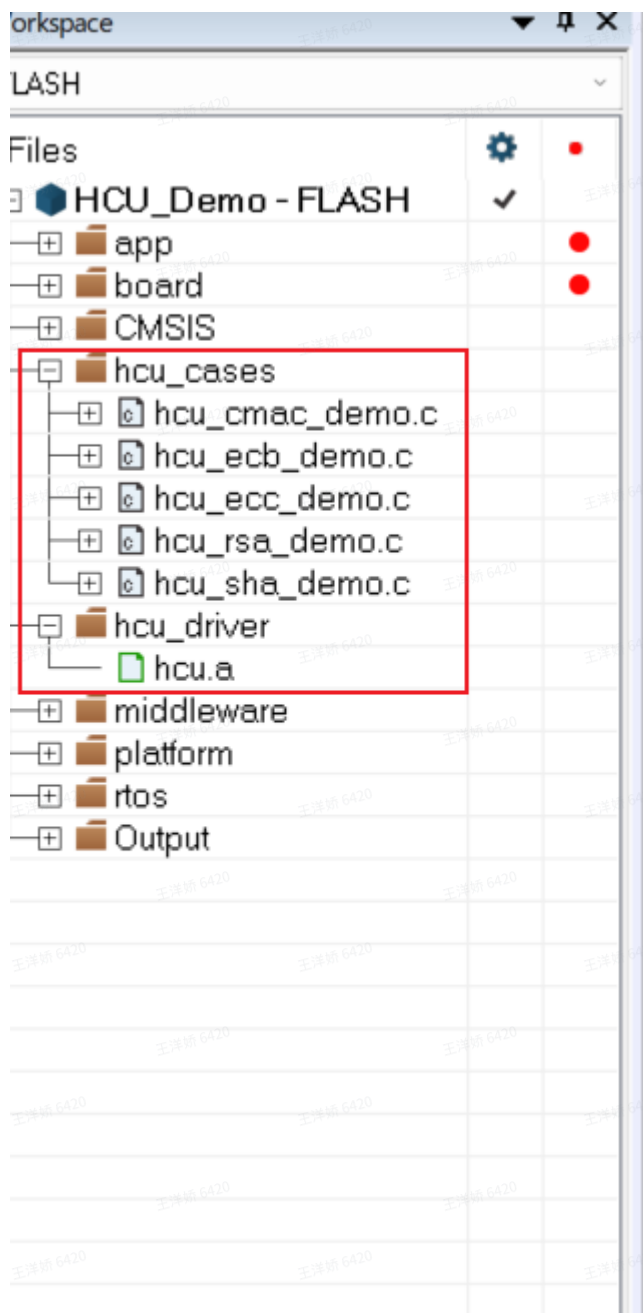 orkspace
LASH
Files
HCU_Demo - FLASH
app
board
CMSIS
hcu_cases
hcu_cmac_demo.c
hcu_ecb_demo.c
hcu_ecc_demo.c
hcu_rsa_demo.c
hcu_sha_demo.c
hcu_driver
hcu.a
middleware
platform
rtos
Output